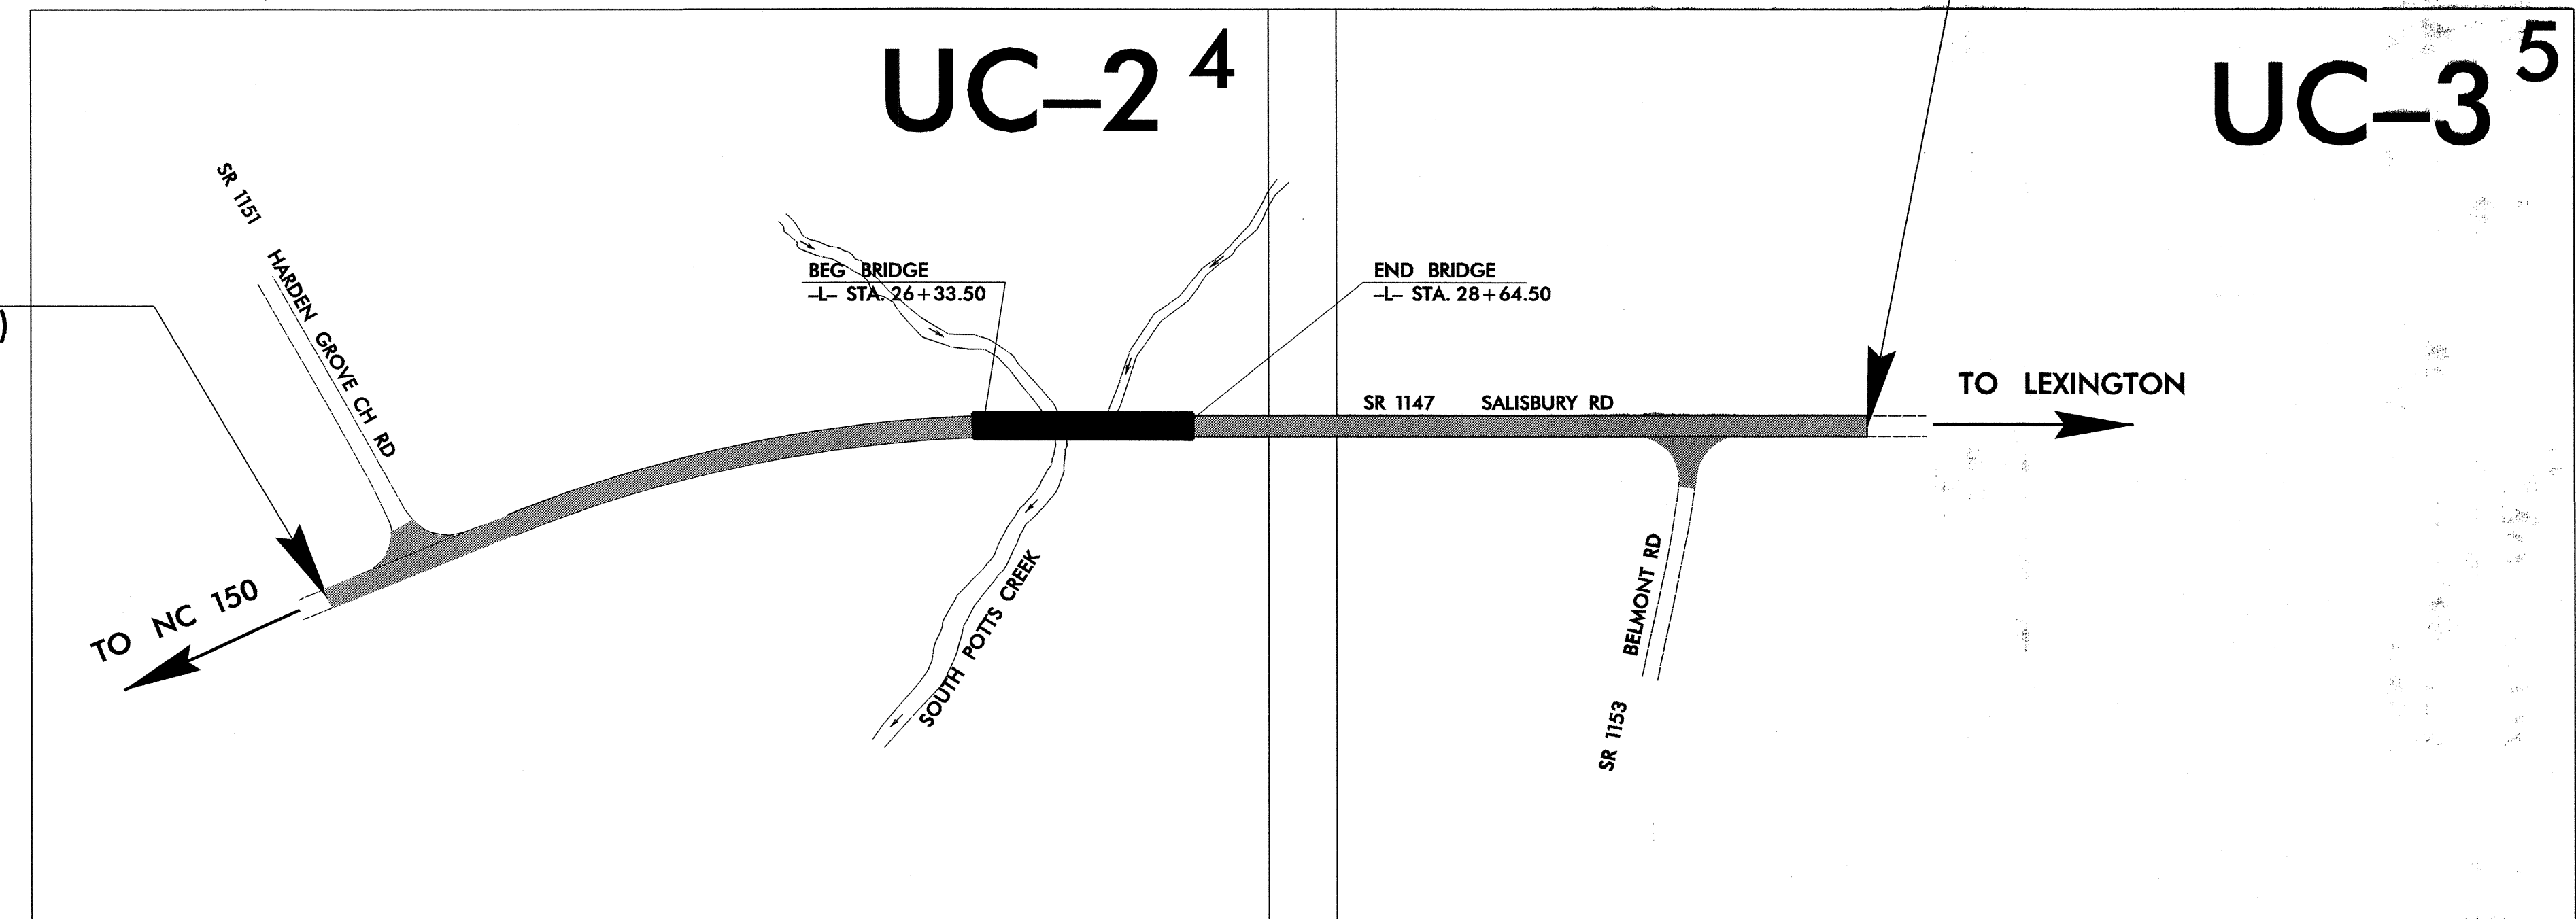 UC–2 4
UC–3 5
SR 1151 HARDEN GROVE CH RD
BEG BRIDGE
–L– STA. 26+33.50
END BRIDGE
–L– STA. 28+64.50
)
SR 1147 SALISBURY RD
TO LEXINGTON
TO NC 150
SOUTH POTTS CREEK
SR 1153 BELMONT RD